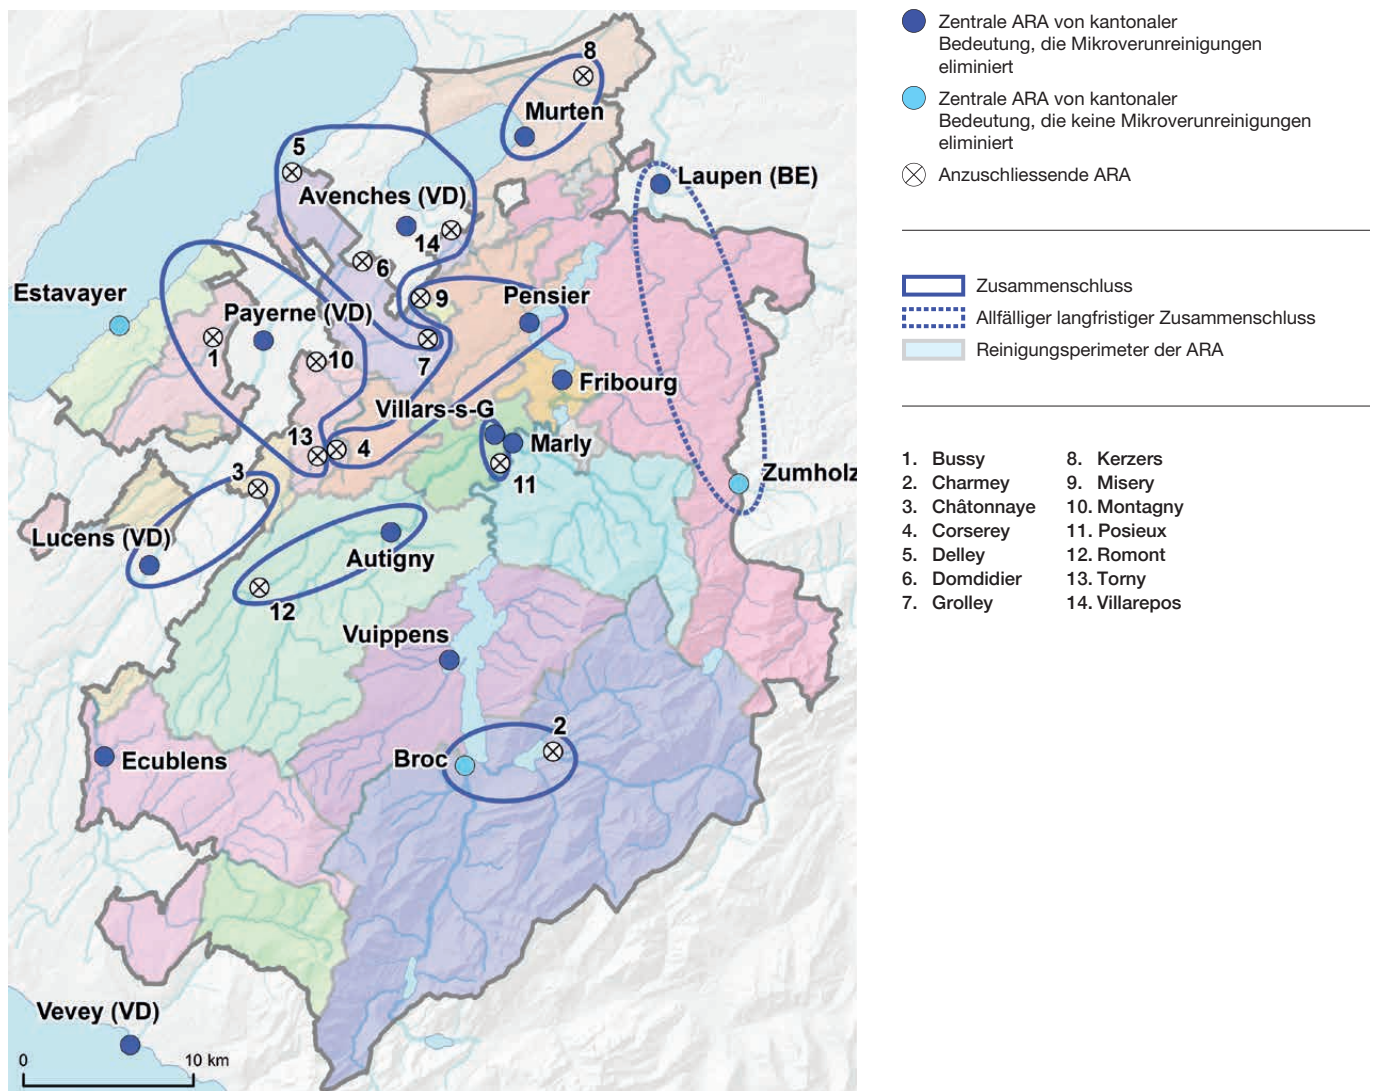 8
Murten
5
Laupen (BE)
Avenches (VD)
14
6
Estavayer
9
Pensier
Payerne (VD)
1
10
7
Fribourg
Villars-s-G
13
4
Marly
3
11
Zumholz
Lucens (VD)
Autigny
12
Vuippens
2
Broc
Ecublens
Vevey (VD)
0
10 km
Zentrale ARA von kantonaler
Bedeutung, die Mikroverunreinigungen
eliminiert
Zentrale ARA von kantonaler
Bedeutung, die keine Mikroverunreinigungen
eliminiert
Anzuschliessende ARA
Zusammenschluss
Allfälliger langfristiger Zusammenschluss
Reinigungsperimeter der ARA
1. Bussy
2. Charmey
3. Châtonnaye
4. Corserey
5. Delley
6. Domdidier
7. Grolley
8. Kerzers
9. Misery
10. Montagny
11. Posieux
12. Romont
13. Torny
14. Villarepos